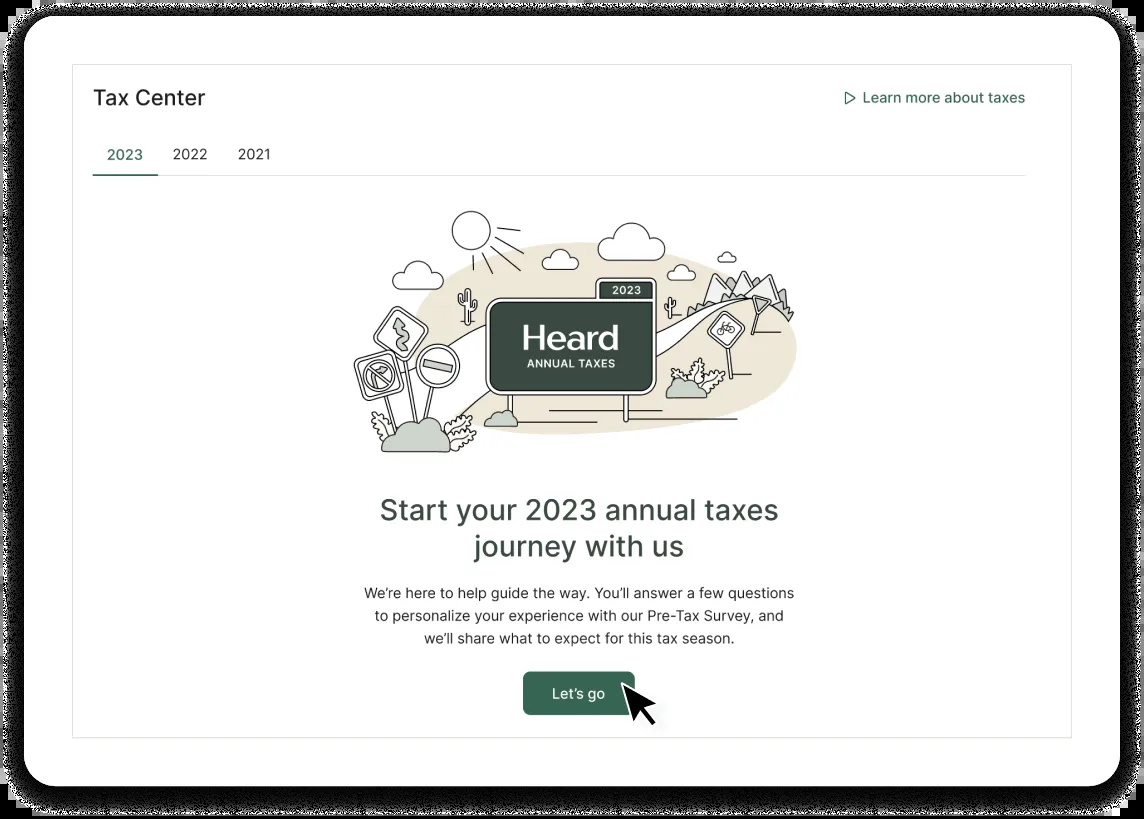 Tax Center
Learn more about taxes
2023 2022 2021
2023
Heard
ANNUAL TAXES
Start your 2023 annual taxes
journey with us
We’re here to help guide the way. You’ll answer a few questions
to personalize your experience with our Pre-Tax Survey, and
we’ll share what to expect for this tax season.
Let’s go